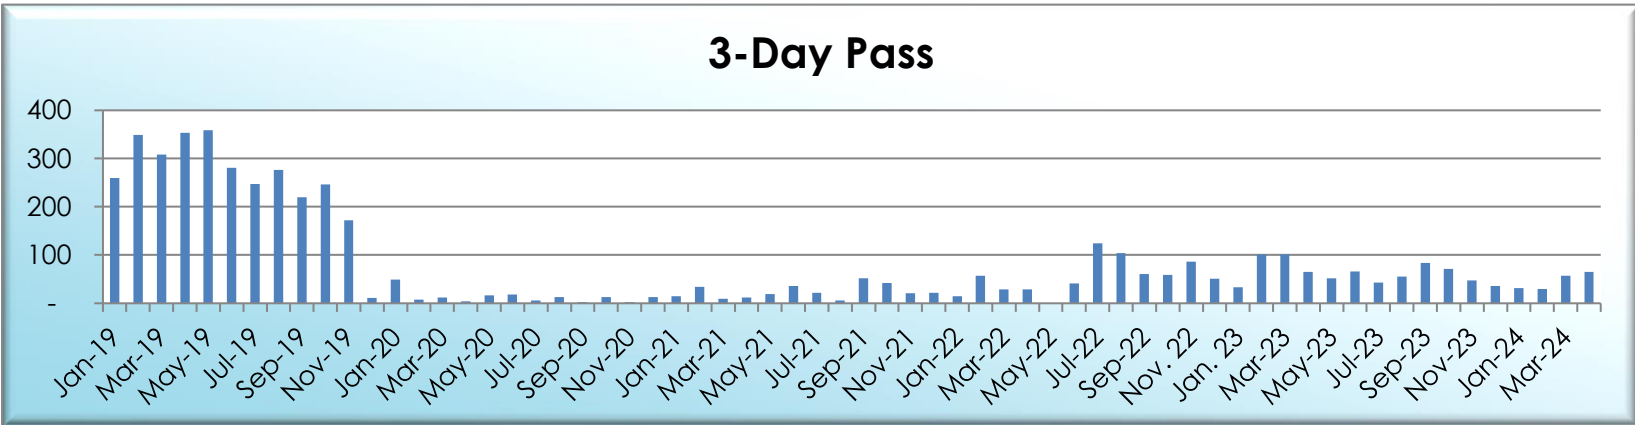 3-Day Pass
400
300
200
100
-
Jan-19 Mar-19 May-19 Jul-19 Sep-19 Nov-19 Jan-20 Mar-20 May-20 Jul-20 Sep-20 Nov-20 Jan-21 Mar-21 May-21 Jul-21 Sep-21 Nov-21 Jan-22 Mar-22 May-22 Jul-22 Sep-22 Nov. 22 Jan. 23 Mar-23 May-23 Jul-23 Sep-23 Nov-23 Jan-24 Mar-24